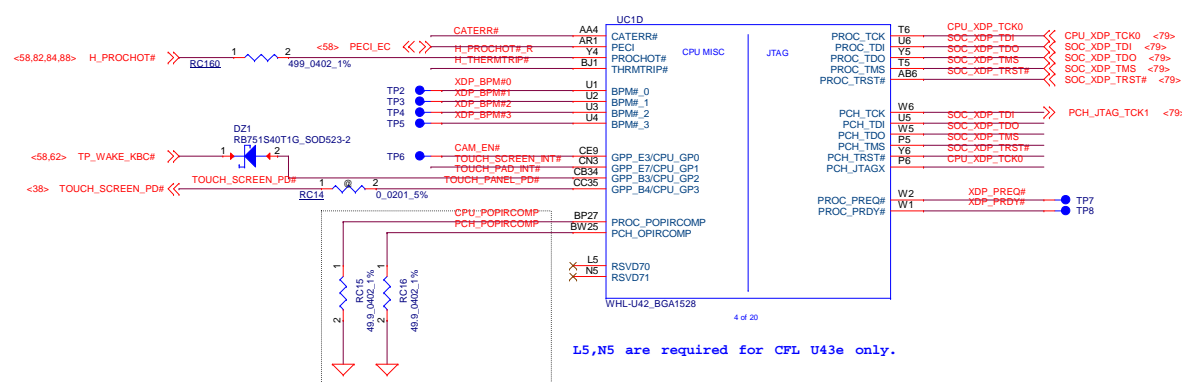 UC1D
CPU MISC
JTAG
CATERR# AA4 CATERR#
<58> PECI_EC AR1 PECI
<58,82,84,88> H_PROCHOT# 1 2 H_PROCHOT#_R Y4 PROCHOT#
RC160 499_0402_1%
H_THERMTRIP# BJ1 THRMTRIP#
TP2 XDP_BPM#0 U1 BPM#_0
TP3 XDP_BPM#1 U2 BPM#_1
TP4 XDP_BPM#2 U3 BPM#_2
TP5 XDP_BPM#3 U4 BPM#_3
DZ1
RB751S40T1G_SOD523-2
<58,62> TP_WAKE_KBC# 1 2
TP6 CAM_EN# CE9 GPP_E3/CPU_GP0
TOUCH_SCREEN_INT# CN3 GPP_E7/CPU_GP1
TOUCH_PAD_INT# CB34 GPP_B3/CPU_GP2
<38> TOUCH_SCREEN_PD# TOUCH_SCREEN_PD# 1 @ 2 TOUCH_PANEL_PD# CC35 GPP_B4/CPU_GP3
RC14 0_0201_5%
CPU_POPIRCOMP BP27 PROC_POPIRCOMP
PCH_POPIRCOMP BW25 PCH_OPIRCOMP
1 2 RC15 49.9_0402_1%
1 2 RC16 49.9_0402_1%
L5 RSVD70
N5 RSVD71
PROC_TCK T6 CPU_XDP_TCK0 CPU_XDP_TCK0 <79>
PROC_TDI U6 SOC_XDP_TDI SOC_XDP_TDI <79>
PROC_TDO Y5 SOC_XDP_TDO SOC_XDP_TDO <79>
PROC_TMS T5 SOC_XDP_TMS SOC_XDP_TMS <79>
PROC_TRST# AB6 SOC_XDP_TRST# SOC_XDP_TRST# <79>
PCH_TCK W6 PCH_JTAG_TCK1 <79>
PCH_TDI U5 SOC_XDP_TDI
PCH_TDO W5 SOC_XDP_TDO
PCH_TMS P5 SOC_XDP_TMS
PCH_TRST# Y6 SOC_XDP_TRST#
PCH_JTAGX P6 CPU_XDP_TCK0
PROC_PREQ# W2 XDP_PREQ# TP7
PROC_PRDY# W1 XDP_PRDY# TP8
WHL-U42_BGA1528
4 of 20
L5,N5 are required for CFL U43e only.